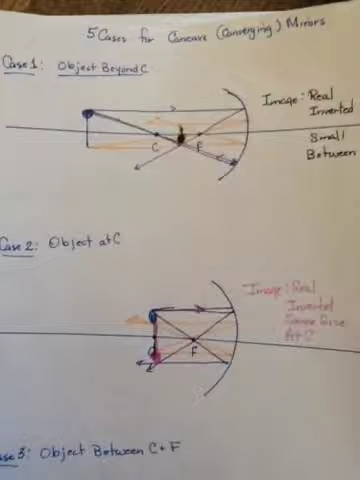 5 Cases for Concave (Converging) Mirrors
Case 1: Object Beyond C
Image: Real
Inverted
Small
Between
C
F
Case 2: Object at C
Image: Real
Inverted
Same Size
At C
F
ase 3: Object Between C + F